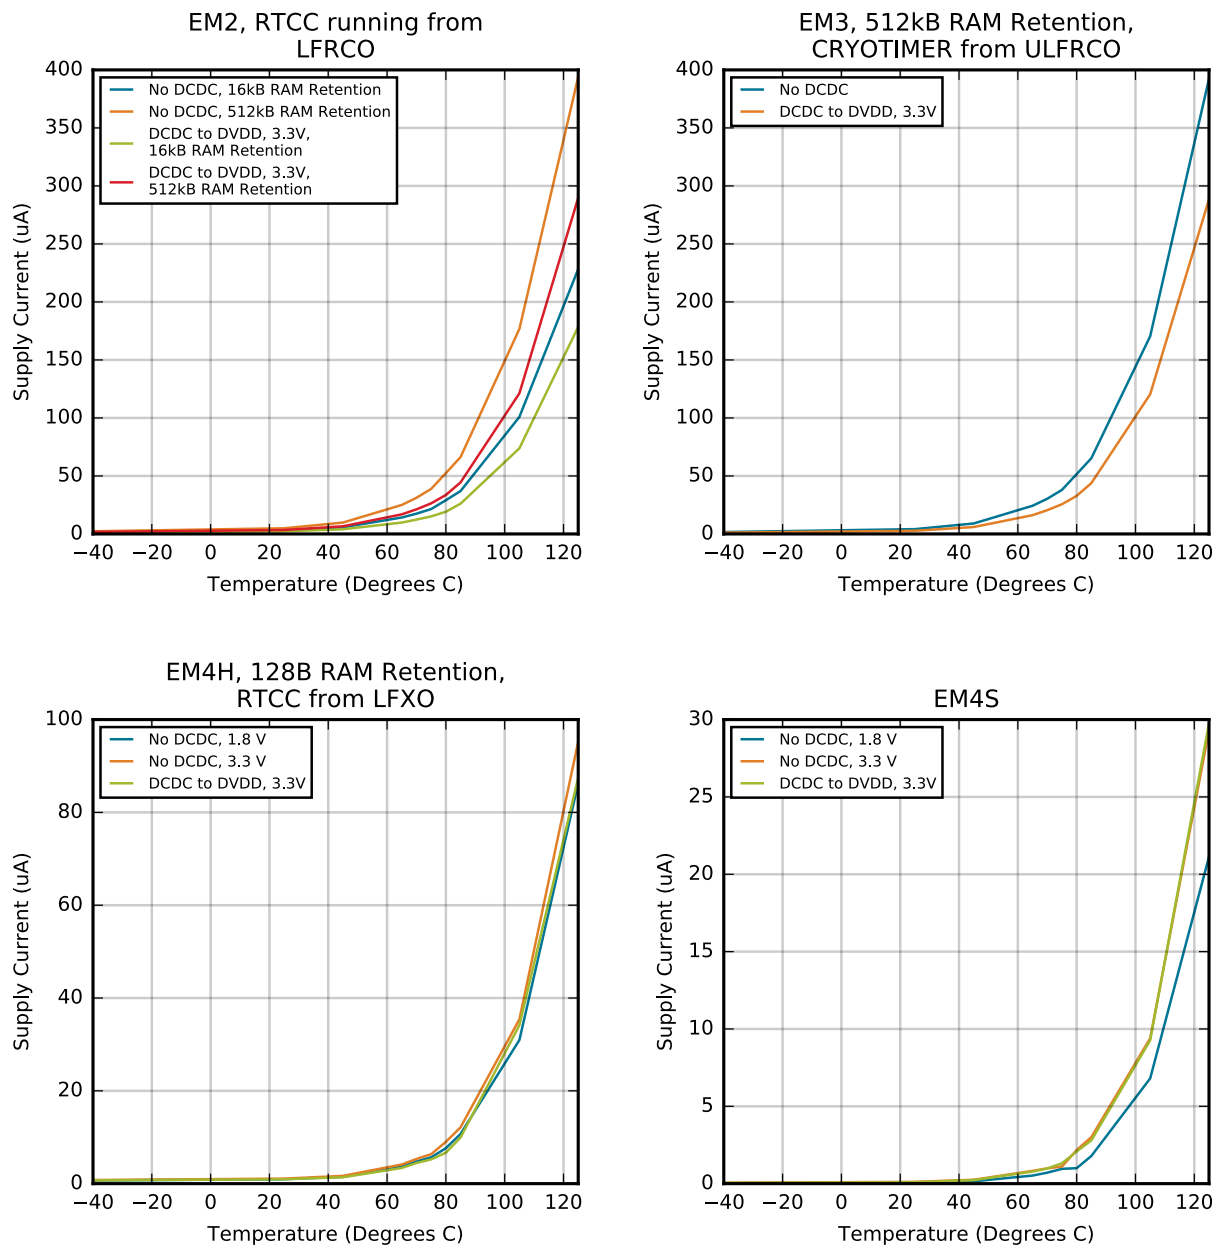 EM2, RTCC running from
LFRCO
400
350
300
250
200
150
100
50
0
Supply Current (uA)
No DCDC, 16kB RAM Retention
No DCDC, 512kB RAM Retention
DCDC to DVDD, 3.3V,
16kB RAM Retention
DCDC to DVDD, 3.3V,
512kB RAM Retention
−40 −20 0 20 40 60 80 100 120
Temperature (Degrees C)
EM3, 512kB RAM Retention,
CRYOTIMER from ULFRCO
400
350
300
250
200
150
100
50
0
Supply Current (uA)
No DCDC
DCDC to DVDD, 3.3V
−40 −20 0 20 40 60 80 100 120
Temperature (Degrees C)
EM4H, 128B RAM Retention,
RTCC from LFXO
100
80
60
40
20
0
Supply Current (uA)
No DCDC, 1.8 V
No DCDC, 3.3 V
DCDC to DVDD, 3.3V
−40 −20 0 20 40 60 80 100 120
Temperature (Degrees C)
EM4S
30
25
20
15
10
5
0
Supply Current (uA)
No DCDC, 1.8 V
No DCDC, 3.3 V
DCDC to DVDD, 3.3V
−40 −20 0 20 40 60 80 100 120
Temperature (Degrees C)